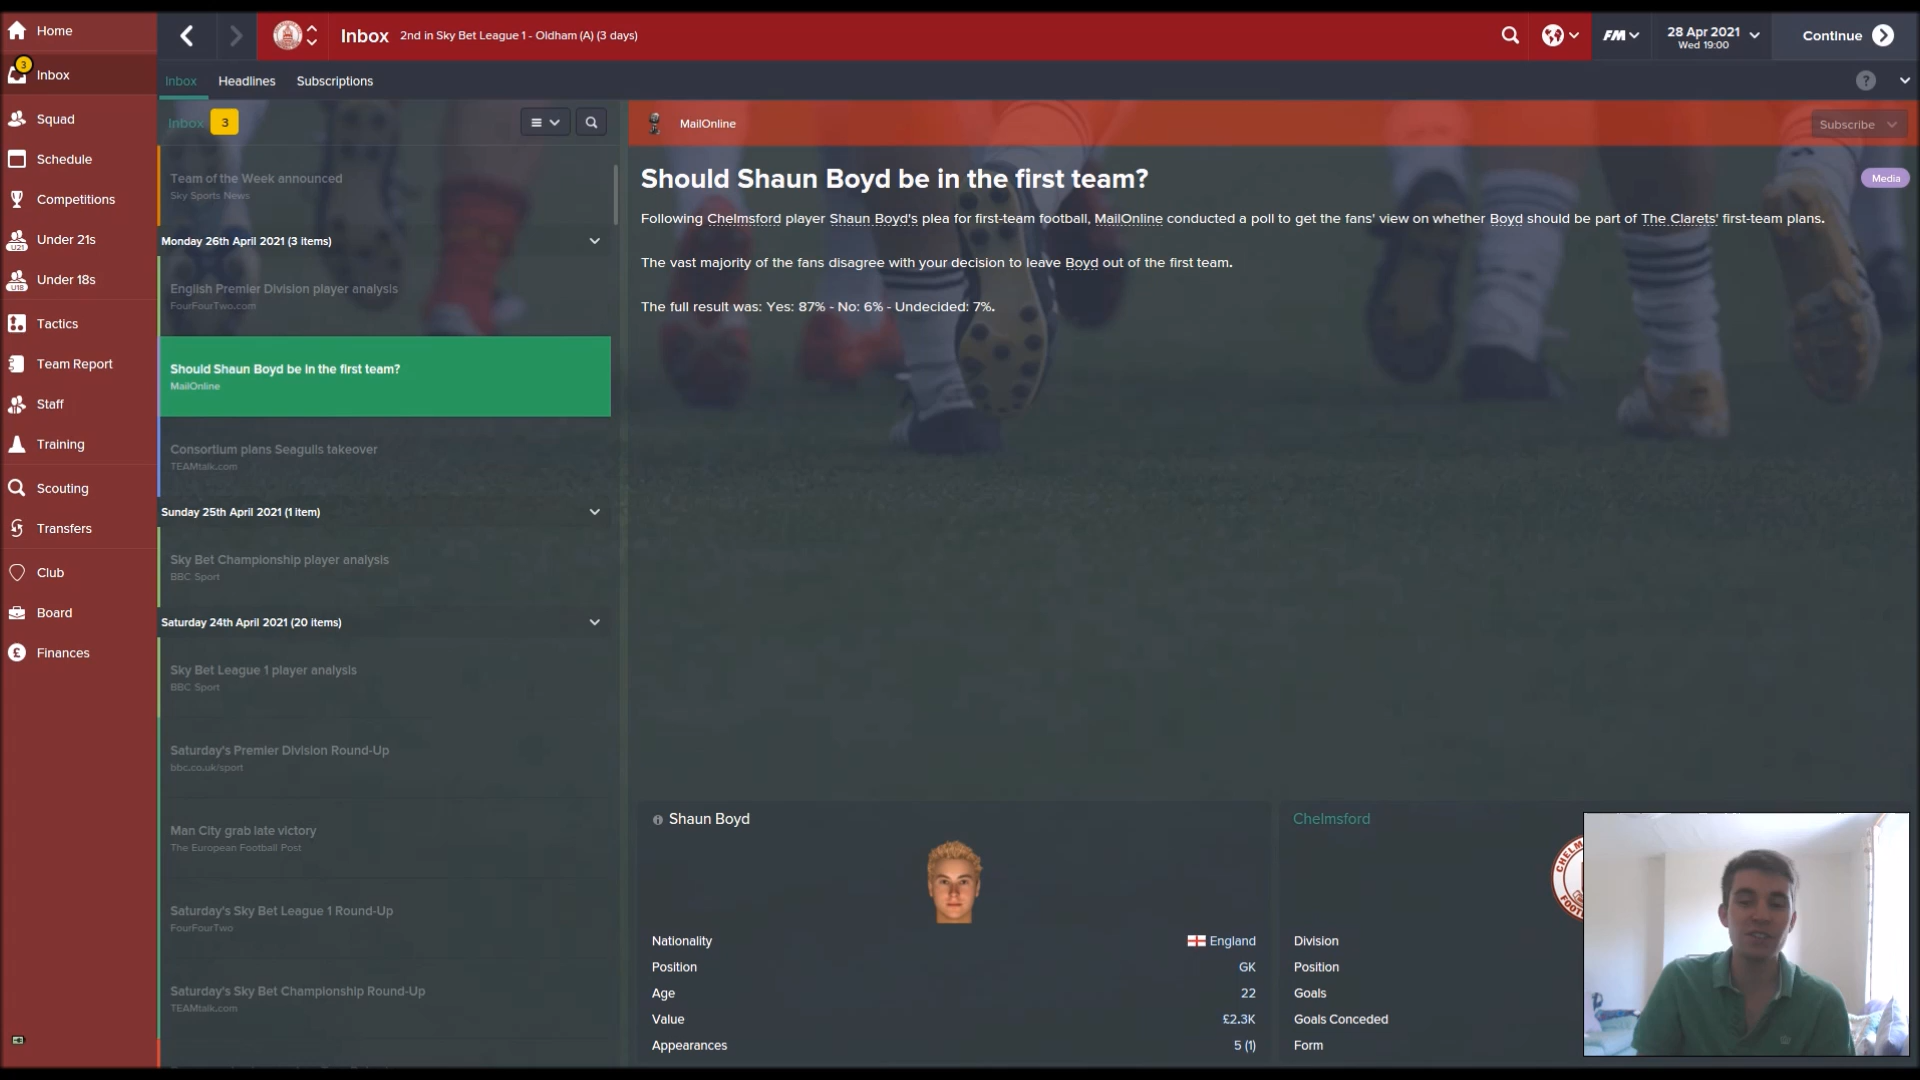 Home
Inbox
2nd in Sky Bet League 1 - Oldham (A) (3 days)
FM
28 Apr 2021
Wed 19:00
Continue
3
Inbox
Squad
Schedule
Competitions
Under 21s
Under 18s
Tactics
Team Report
Staff
Training
Scouting
Transfers
Club
Board
Finances
Inbox
Headlines
Subscriptions
?
Inbox
3
Team of the Week announced
Sky Sports News
Monday 26th April 2021 (3 items)
English Premier Division player analysis
FourFourTwo.com
Should Shaun Boyd be in the first team?
MailOnline
Consortium plans Seagulls takeover
TEAMtalk.com
Sunday 25th April 2021 (1 item)
Sky Bet Championship player analysis
BBC Sport
Saturday 24th April 2021 (20 items)
Sky Bet League 1 player analysis
BBC Sport
Saturday's Premier Division Round-Up
bbc.co.uk/sport
Man City grab late victory
The European Football Post
Saturday's Sky Bet League 1 Round-Up
FourFourTwo
Saturday's Sky Bet Championship Round-Up
TEAMtalk.com
MailOnline
Subscribe
Should Shaun Boyd be in the first team?
Media
Following Chelmsford player Shaun Boyd's plea for first-team football, MailOnline conducted a poll to get the fans' view on whether Boyd should be part of The Clarets' first-team plans.
The vast majority of the fans disagree with your decision to leave Boyd out of the first team.
The full result was: Yes: 87% - No: 6% - Undecided: 7%.
Shaun Boyd
Nationality England
Position GK
Age 22
Value £2.3K
Appearances 5 (1)
Chelmsford
Division
Position
Goals
Goals Conceded
Form